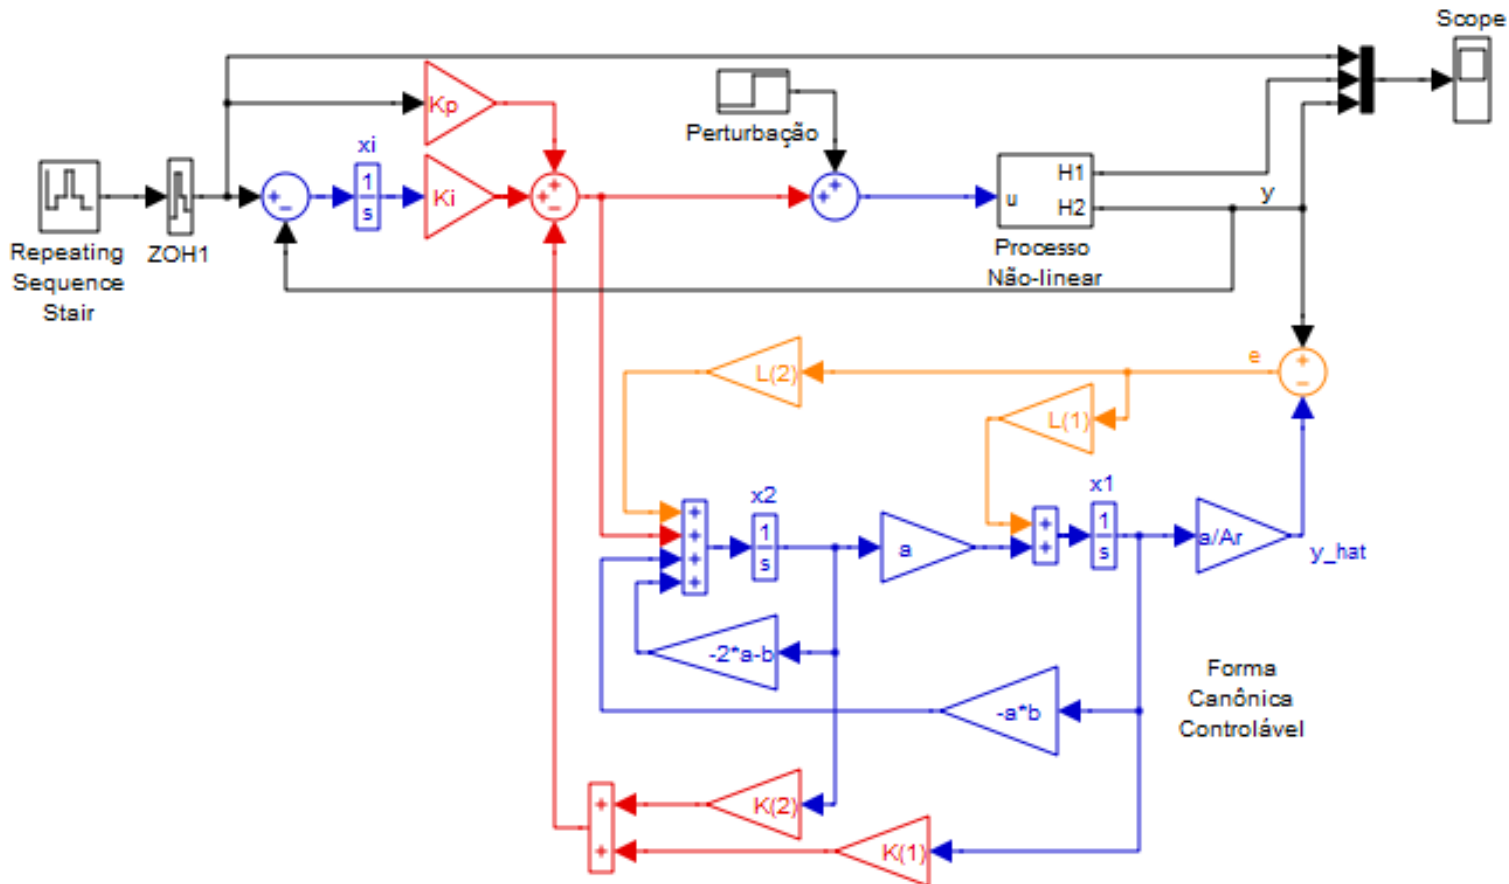 Scope
Kp
Perturbação
xi
1
s
Ki
+
-
+
+
-
+
+
u
H1
H2
y
Repeating
Sequence
Stair
ZOH1
Processo
Não-linear
L(2)
e
+
-
L(1)
x2
x1
+
+
+
+
1
s
a
+
+
1
s
a/Ar
y_hat
-2*a-b
-a*b
Forma
Canônica
Controlável
+
+
K(2)
K(1)